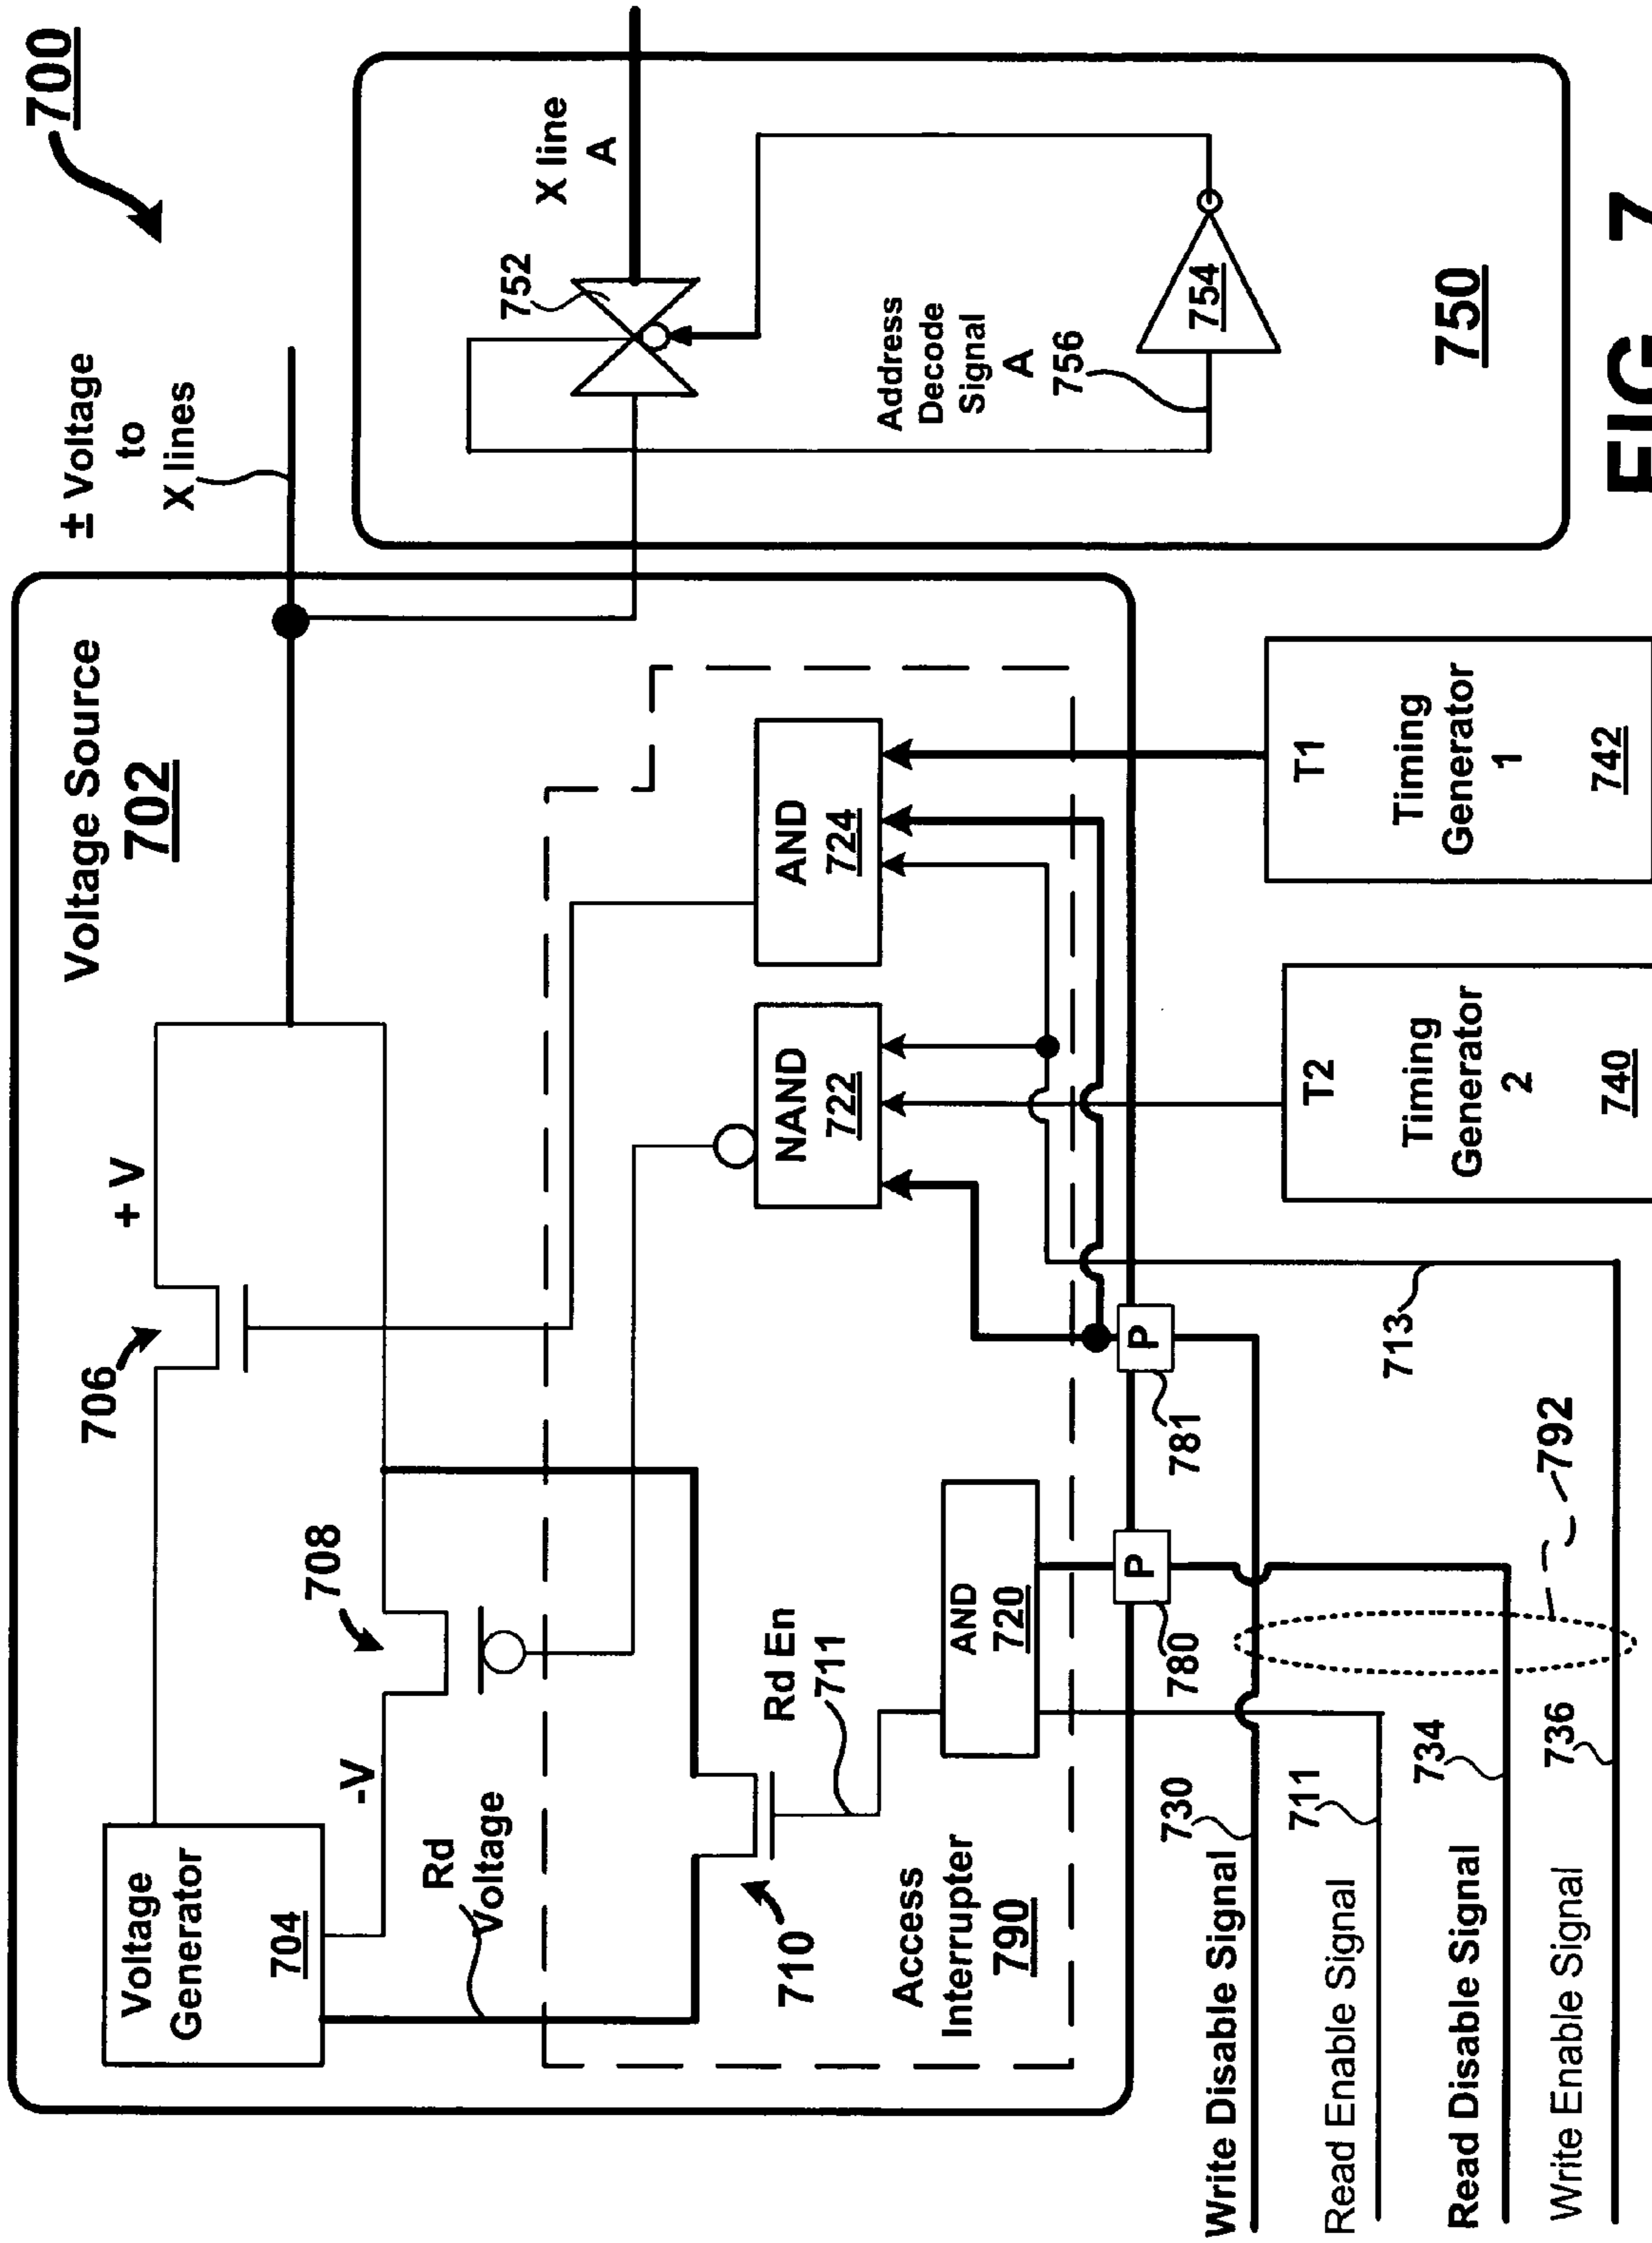 700
Voltage Source
702
± Voltage
to
X lines
+ V
706
708
-V
Voltage
Generator
704
Rd
Voltage
710
Rd En
711
Access
Interrupter
790
AND
720
NAND
722
AND
724
P
780
P
781
X line
A
752
Address
Decode
Signal
A
756
754
750
T2
Timing
Generator
2
740
T1
Timing
Generator
1
742
713
792
Write Disable Signal
730
Read Enable Signal
711
Read Disable Signal
734
Write Enable Signal
736
FIG 7